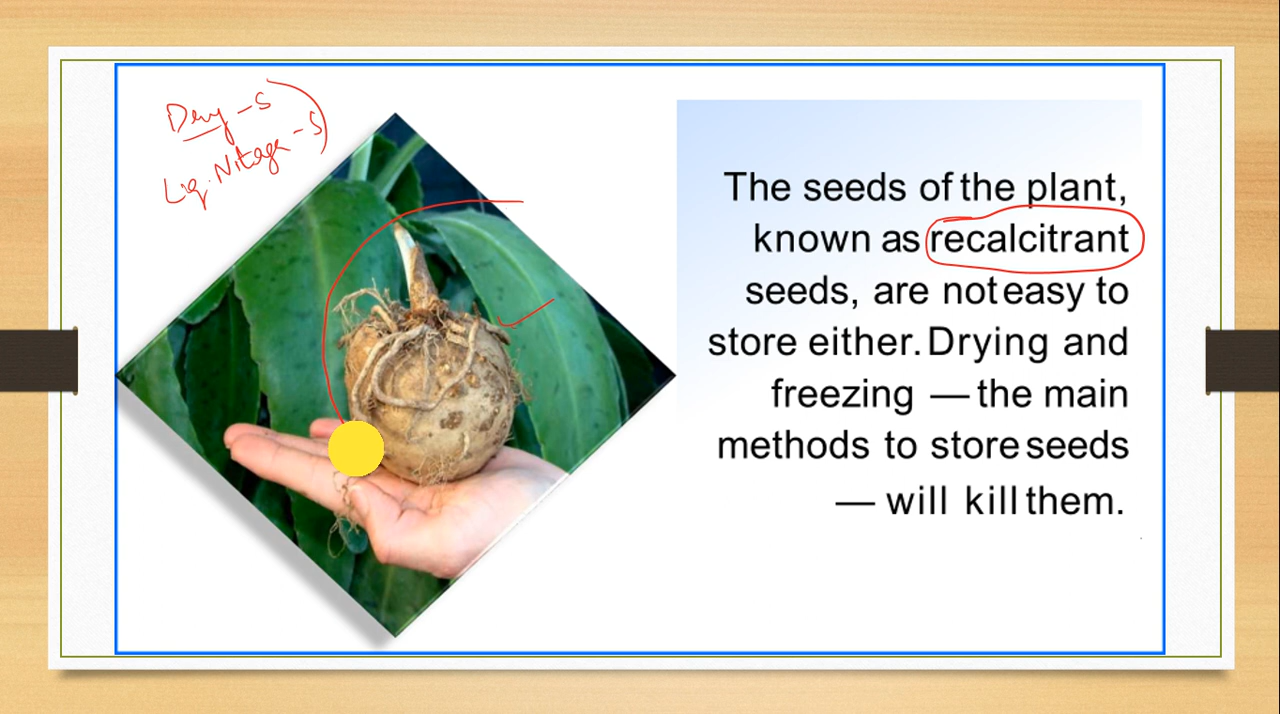 Dry - S
Liq. Nitoge - S
The seeds of the plant,
known as recalcitrant
seeds, are not easy to
store either. Drying and
freezing — the main
methods to store seeds
— will kill them.